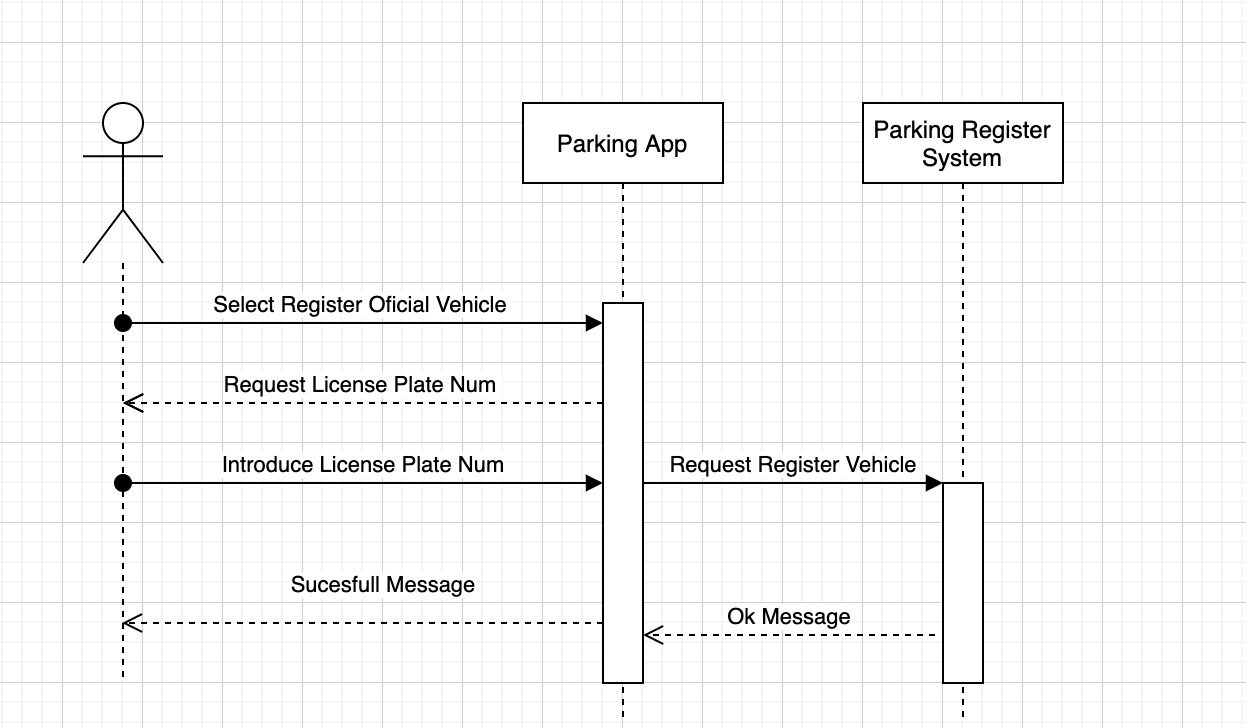 Parking App
Parking Register
System
Select Register Oficial Vehicle
Request License Plate Num
Introduce License Plate Num
Request Register Vehicle
Sucesfull Message
Ok Message